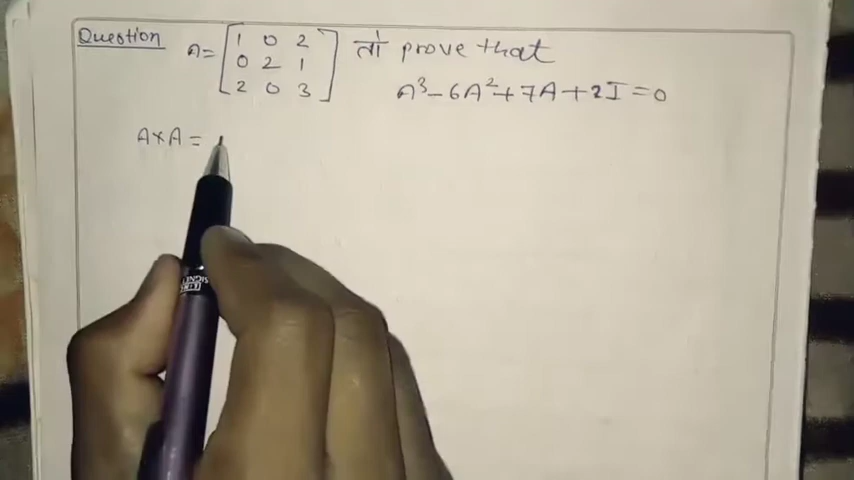 Question A = [1 0 2
0 2 1
2 0 3] तो prove that
A³ - 6A² + 7A + 2I = 0
A×A =